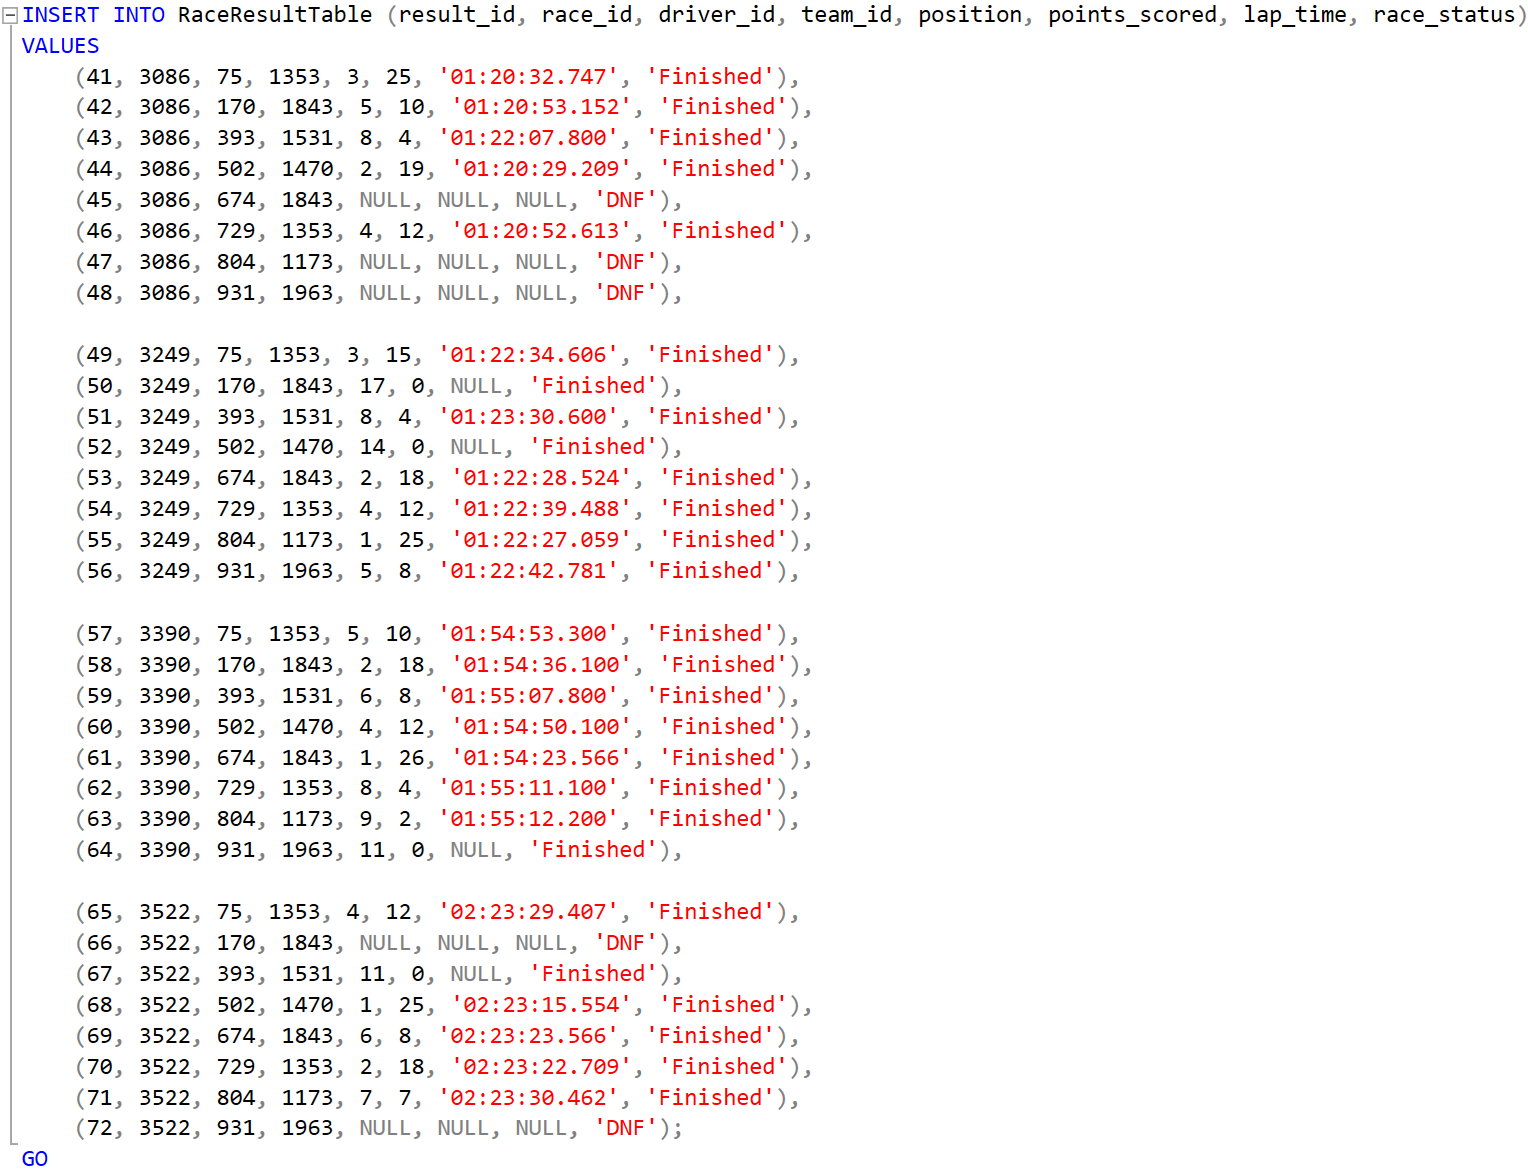 INSERT INTO RaceResultTable (result_id, race_id, driver_id, team_id, position, points_scored, lap_time, race_status)
VALUES
(41, 3086, 75, 1353, 3, 25, '01:20:32.747', 'Finished'),
(42, 3086, 170, 1843, 5, 10, '01:20:53.152', 'Finished'),
(43, 3086, 393, 1531, 8, 4, '01:22:07.800', 'Finished'),
(44, 3086, 502, 1470, 2, 19, '01:20:29.209', 'Finished'),
(45, 3086, 674, 1843, NULL, NULL, NULL, 'DNF'),
(46, 3086, 729, 1353, 4, 12, '01:20:52.613', 'Finished'),
(47, 3086, 804, 1173, NULL, NULL, NULL, 'DNF'),
(48, 3086, 931, 1963, NULL, NULL, NULL, 'DNF'),
(49, 3249, 75, 1353, 3, 15, '01:22:34.606', 'Finished'),
(50, 3249, 170, 1843, 17, 0, NULL, 'Finished'),
(51, 3249, 393, 1531, 8, 4, '01:23:30.600', 'Finished'),
(52, 3249, 502, 1470, 14, 0, NULL, 'Finished'),
(53, 3249, 674, 1843, 2, 18, '01:22:28.524', 'Finished'),
(54, 3249, 729, 1353, 4, 12, '01:22:39.488', 'Finished'),
(55, 3249, 804, 1173, 1, 25, '01:22:27.059', 'Finished'),
(56, 3249, 931, 1963, 5, 8, '01:22:42.781', 'Finished'),
(57, 3390, 75, 1353, 5, 10, '01:54:53.300', 'Finished'),
(58, 3390, 170, 1843, 2, 18, '01:54:36.100', 'Finished'),
(59, 3390, 393, 1531, 6, 8, '01:55:07.800', 'Finished'),
(60, 3390, 502, 1470, 4, 12, '01:54:50.100', 'Finished'),
(61, 3390, 674, 1843, 1, 26, '01:54:23.566', 'Finished'),
(62, 3390, 729, 1353, 8, 4, '01:55:11.100', 'Finished'),
(63, 3390, 804, 1173, 9, 2, '01:55:12.200', 'Finished'),
(64, 3390, 931, 1963, 11, 0, NULL, 'Finished'),
(65, 3522, 75, 1353, 4, 12, '02:23:29.407', 'Finished'),
(66, 3522, 170, 1843, NULL, NULL, NULL, 'DNF'),
(67, 3522, 393, 1531, 11, 0, NULL, 'Finished'),
(68, 3522, 502, 1470, 1, 25, '02:23:15.554', 'Finished'),
(69, 3522, 674, 1843, 6, 8, '02:23:23.566', 'Finished'),
(70, 3522, 729, 1353, 2, 18, '02:23:22.709', 'Finished'),
(71, 3522, 804, 1173, 7, 7, '02:23:30.462', 'Finished'),
(72, 3522, 931, 1963, NULL, NULL, NULL, 'DNF');
GO